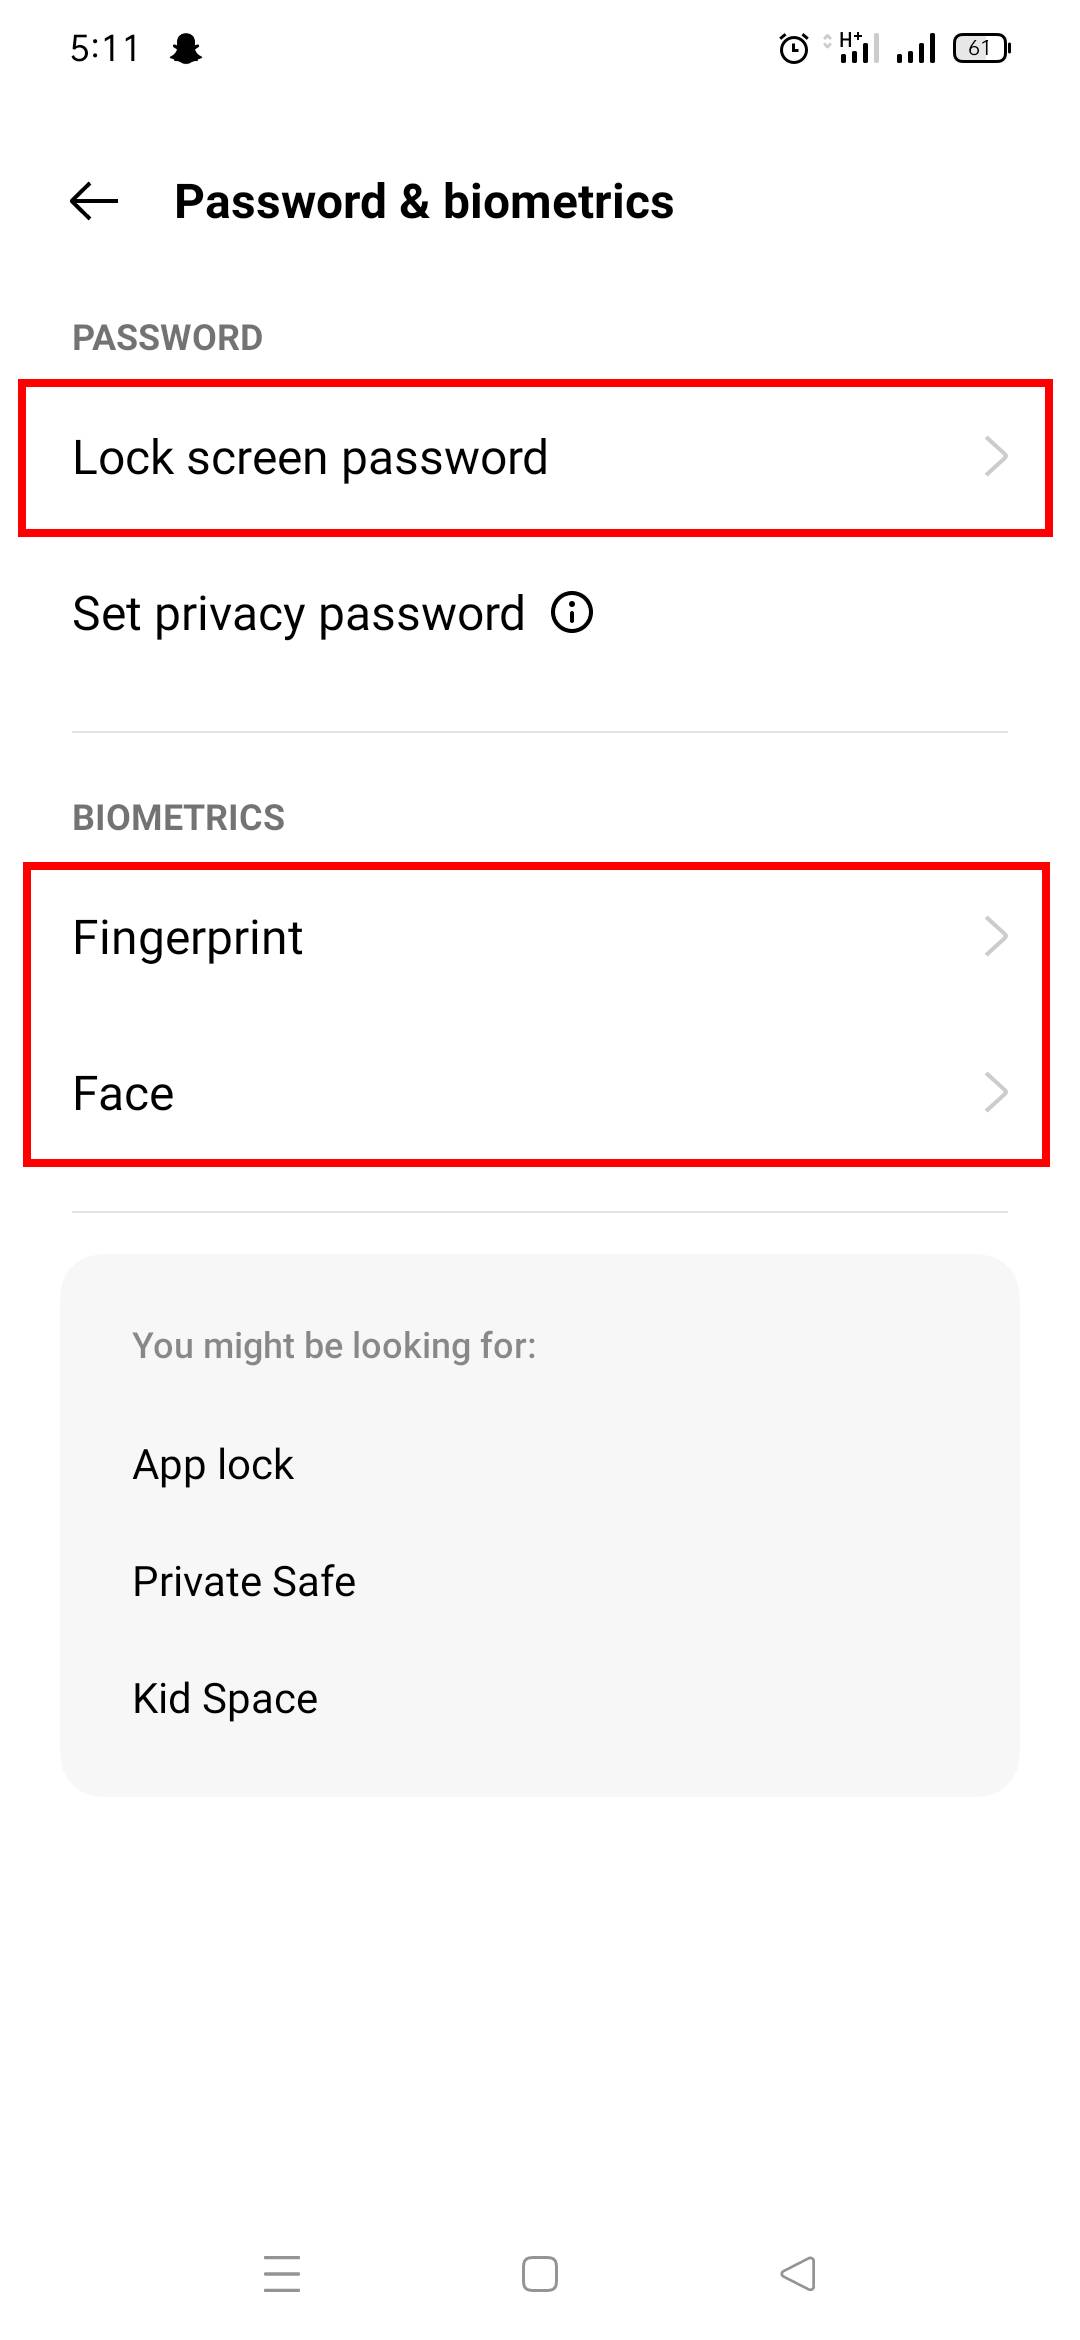 5:11 H+ 61
Password & biometrics
PASSWORD
Lock screen password
Set privacy password
BIOMETRICS
Fingerprint
Face
You might be looking for:
App lock
Private Safe
Kid Space